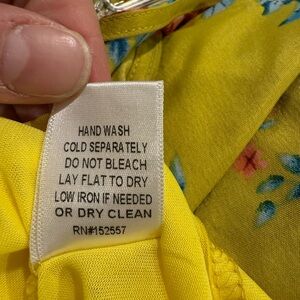 HAND WASH
COLD SEPARATELY
DO NOT BLEACH
LAY FLAT TO DRY
LOW IRON IF NEEDED
OR DRY CLEAN
RN#152557